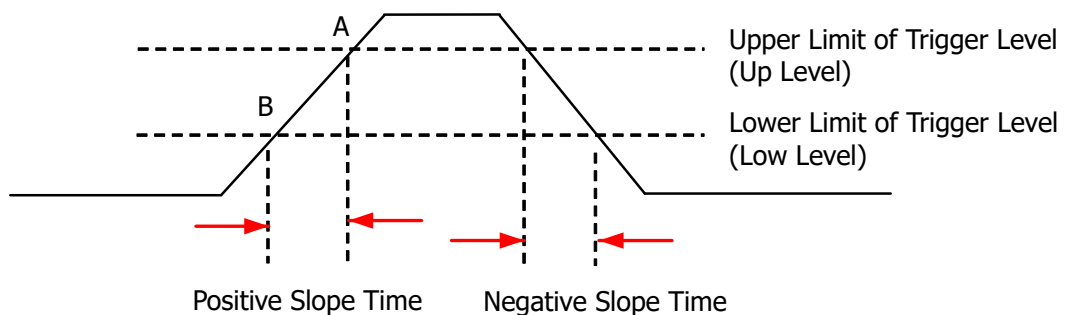 A
Upper Limit of Trigger Level
(Up Level)
B
Lower Limit of Trigger Level
(Low Level)
Positive Slope Time
Negative Slope Time